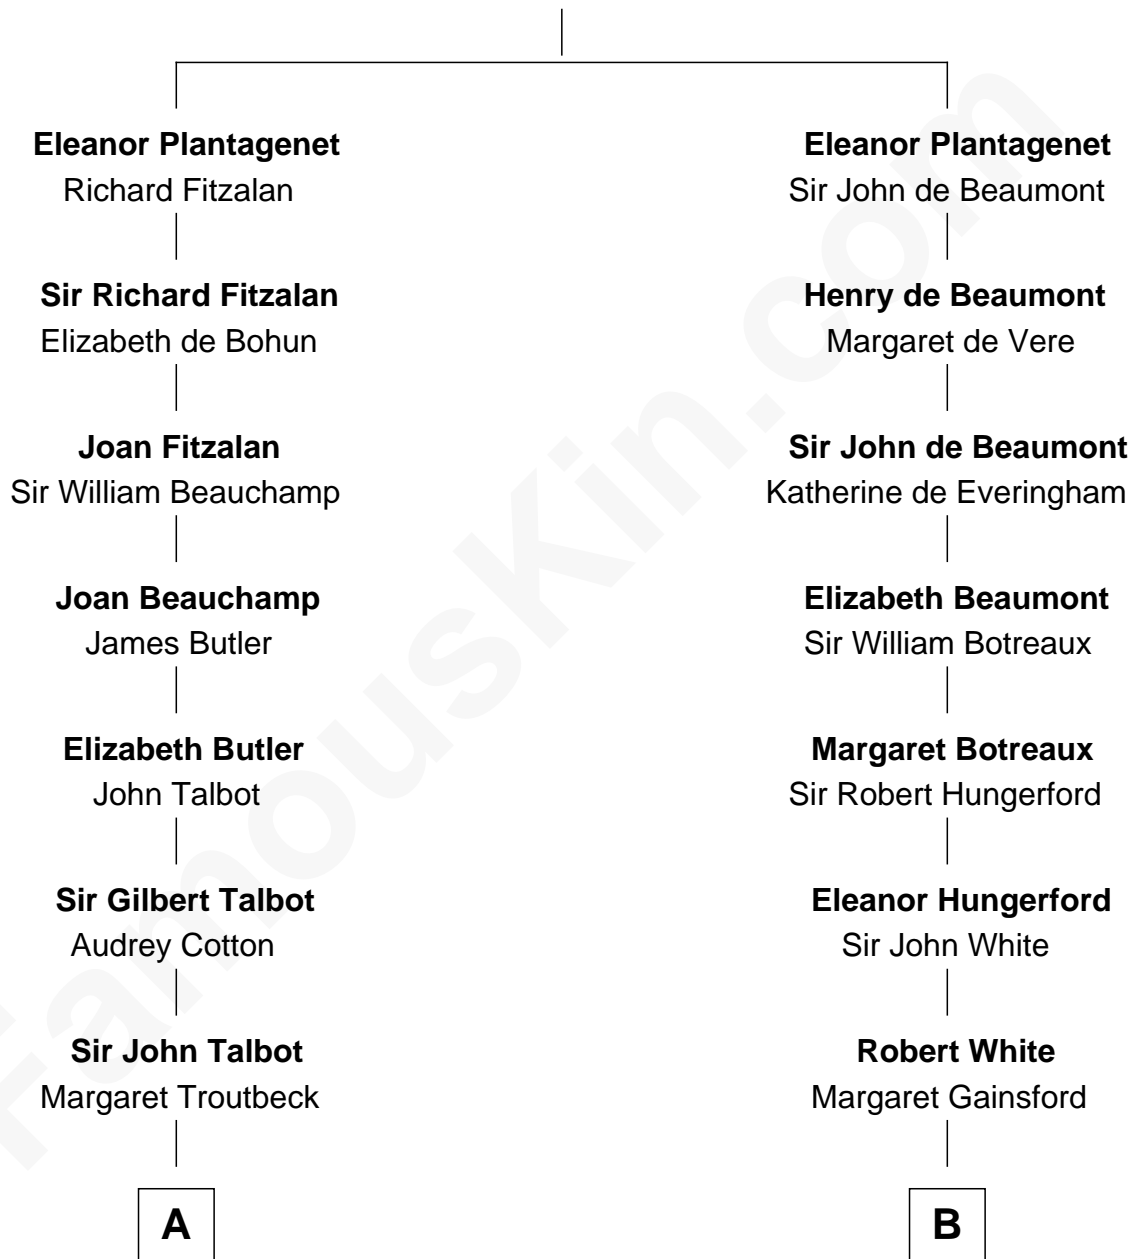 Eleanor Plantagenet
Richard Fitzalan
Sir Richard Fitzalan
Elizabeth de Bohun
Joan Fitzalan
Sir William Beauchamp
Joan Beauchamp
James Butler
Elizabeth Butler
John Talbot
Sir Gilbert Talbot
Audrey Cotton
Sir John Talbot
Margaret Troutbeck
A
Eleanor Plantagenet
Sir John de Beaumont
Henry de Beaumont
Margaret de Vere
Sir John de Beaumont
Katherine de Everingham
Elizabeth Beaumont
Sir William Botreaux
Margaret Botreaux
Sir Robert Hungerford
Eleanor Hungerford
Sir John White
Robert White
Margaret Gainsford
B
FamousKin.com